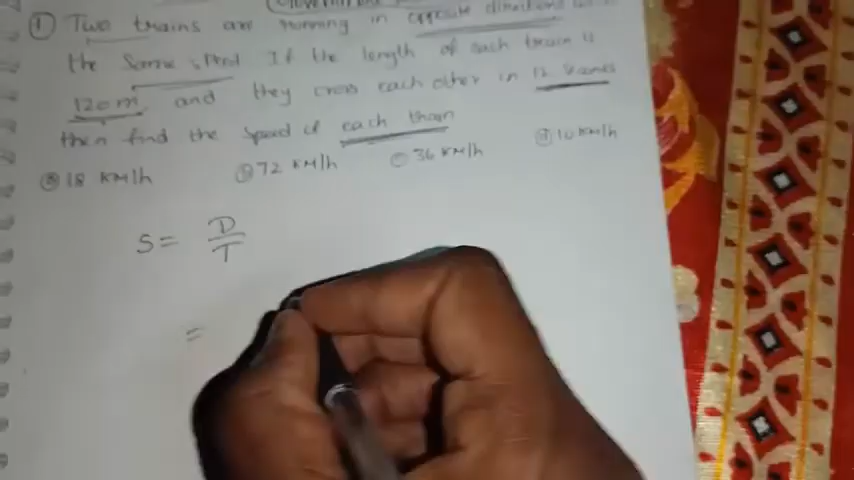 ① Two trains are running in opposite directions with
the Same Speed If the length of each train is
120m and they cross each other in 12
then find the Speed of each train
ⓐ 18 KM/h ⓑ 72 KM/h ⓒ 36 KM/h ⓓ 10 KM/h
S = D/T
=